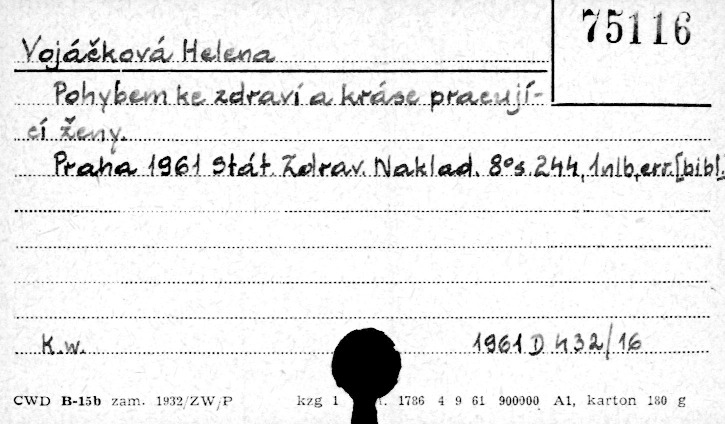 75116
Vojáčková Helena
Pohybem ke zdraví a kráse pracují-
cí ženy.
Praha 1961 Stát. Zdrav. Naklad. 8° s. 244, 1nlb, err. [bibl.]
K.w. 1961 D 432/16
CWD B-15b zam. 1932/ZW/P kzg 1 1786 4 9 61 900000 A1, karton 180 g